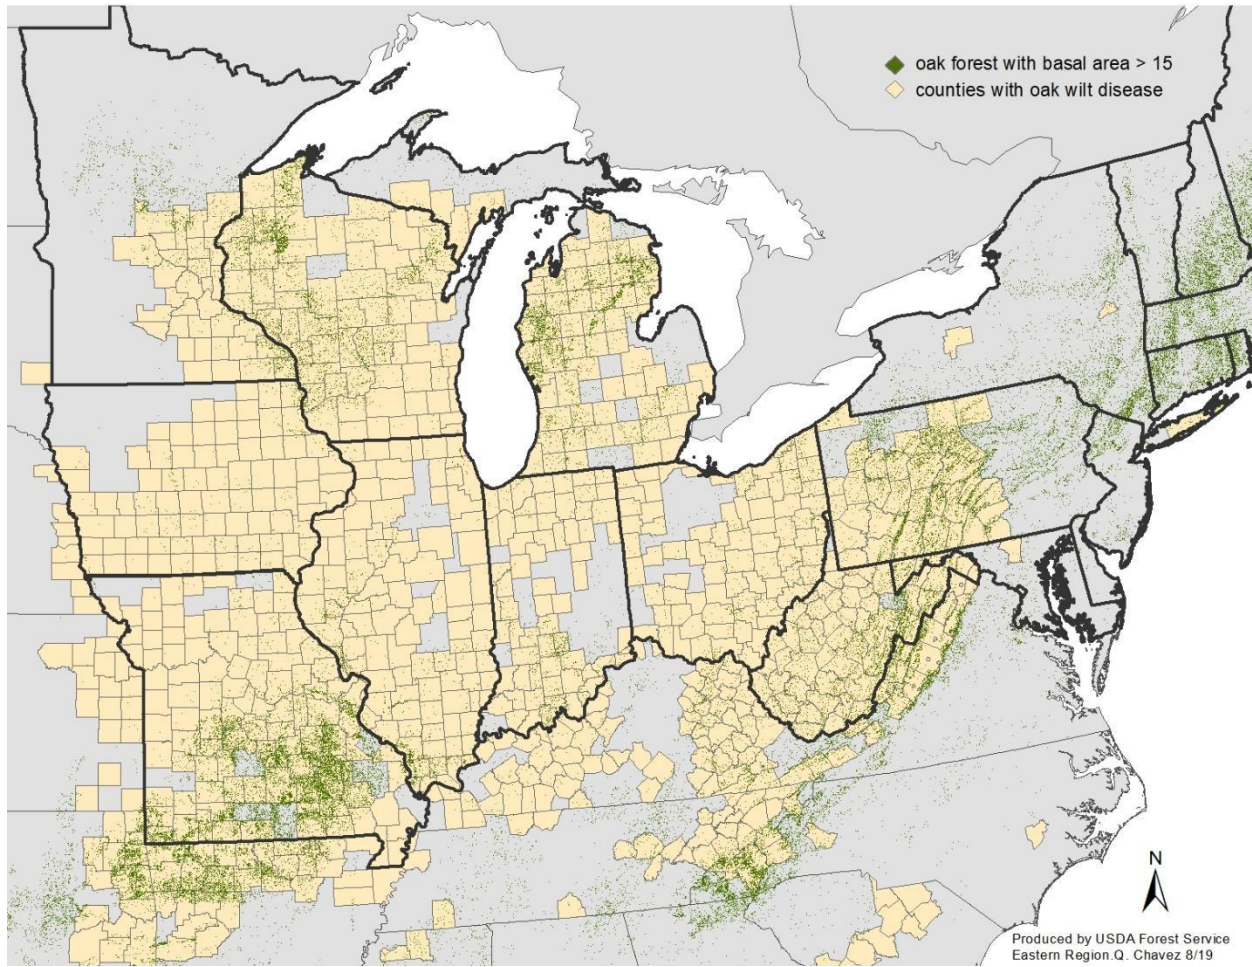 oak forest with basal area > 15
counties with oak wilt disease
N
Produced by USDA Forest Service
Eastern Region.Q. Chavez 8/19